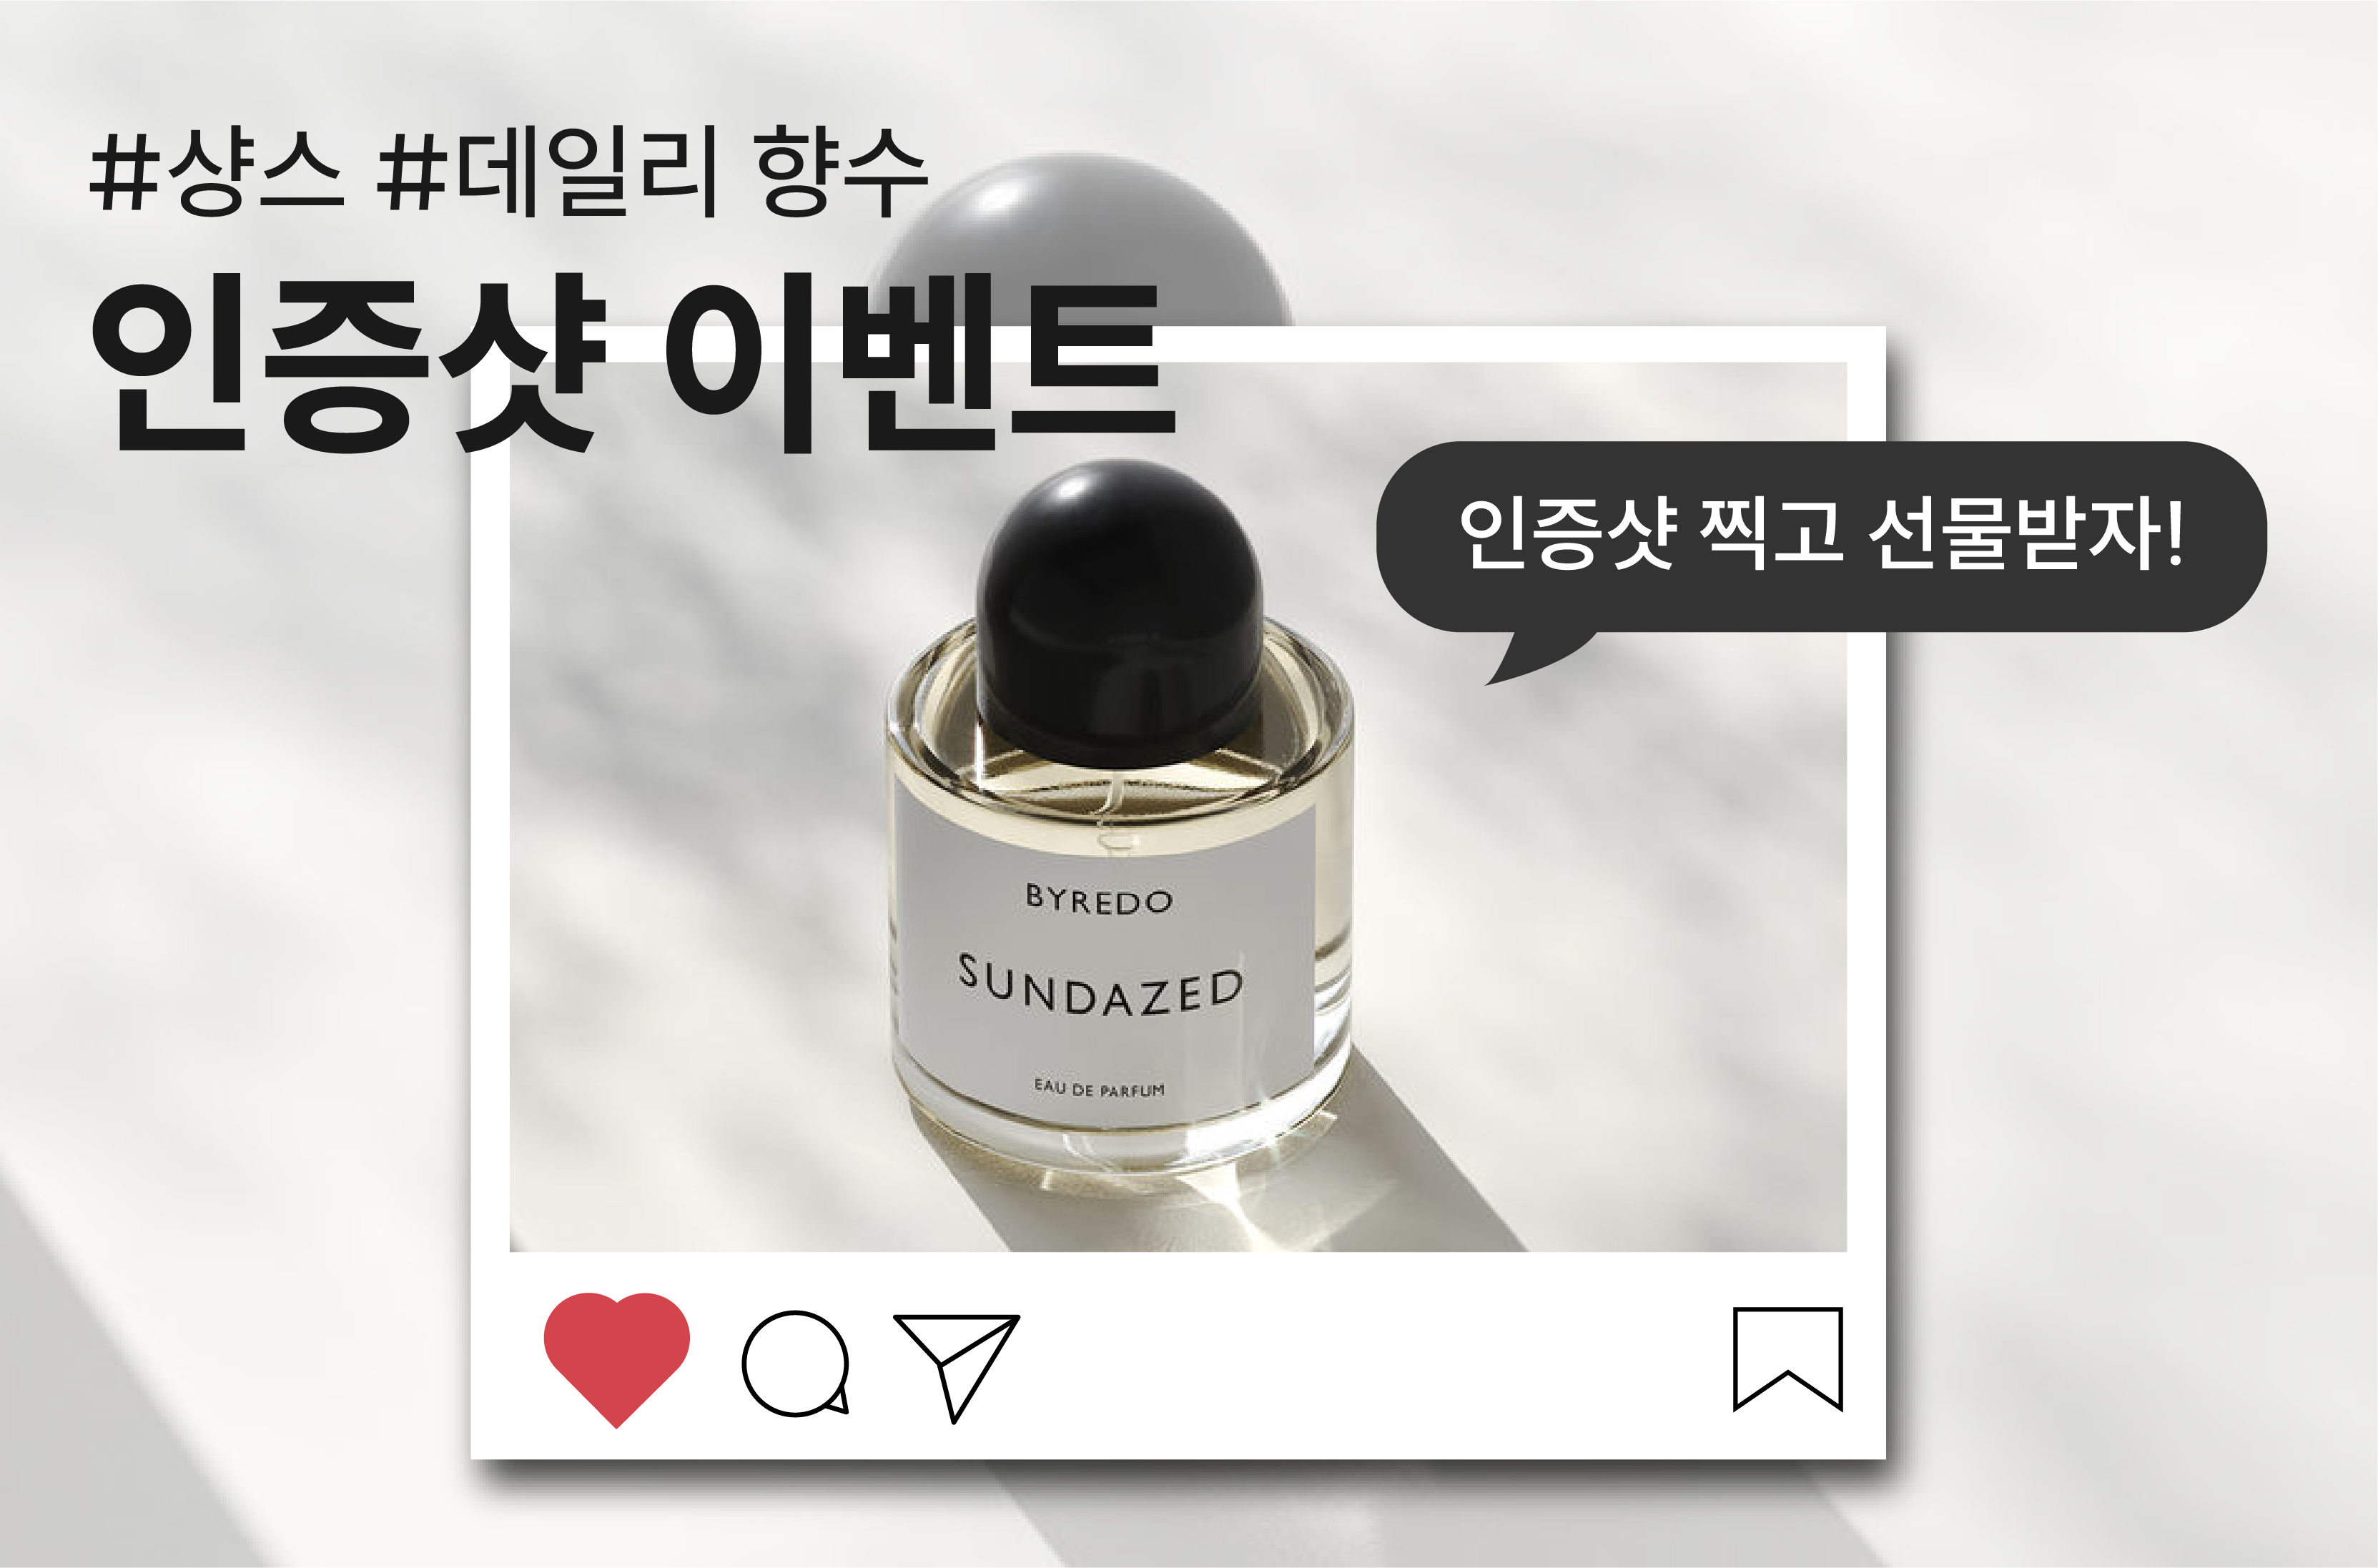 #샹스 #데일리 향수
인증샷 이벤트
인증샷 찍고 선물받자!
BYREDO
SUNDAZED
EAU DE PARFUM